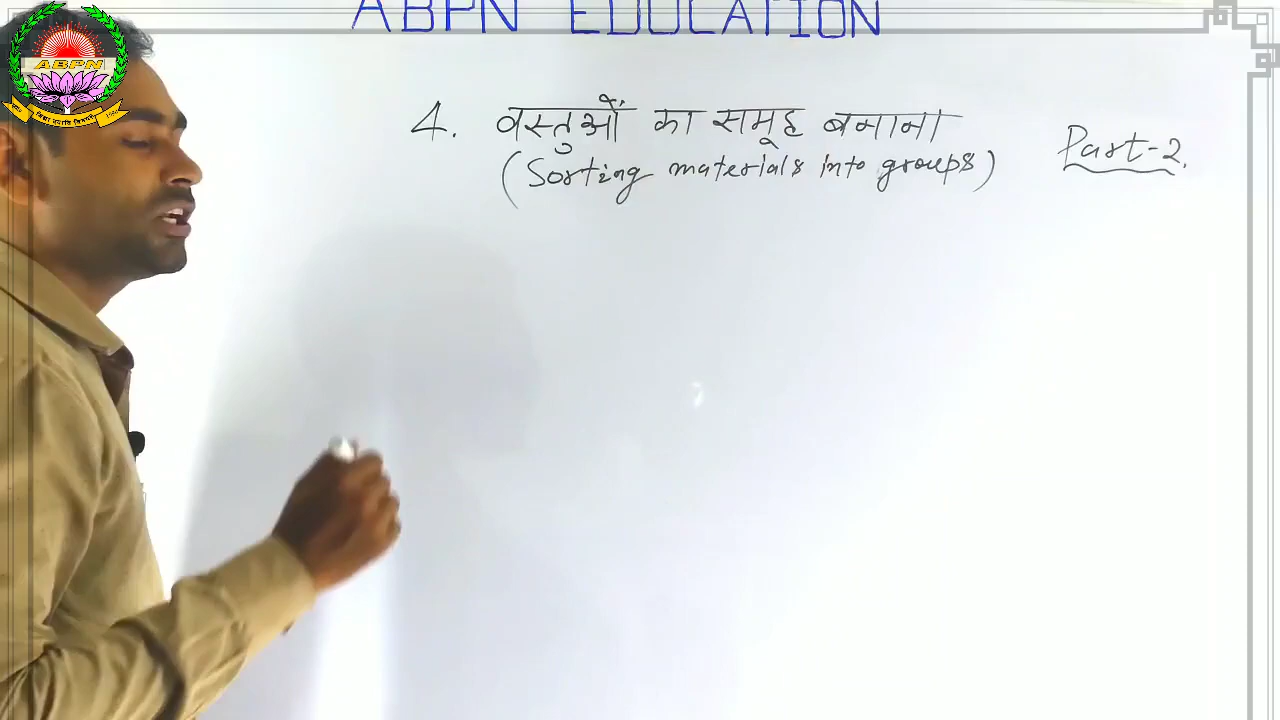 ABPN EDUCATION
ABPN
4. वस्तुओं का समूह बनाना
(Sorting materials into groups)
Part-2.